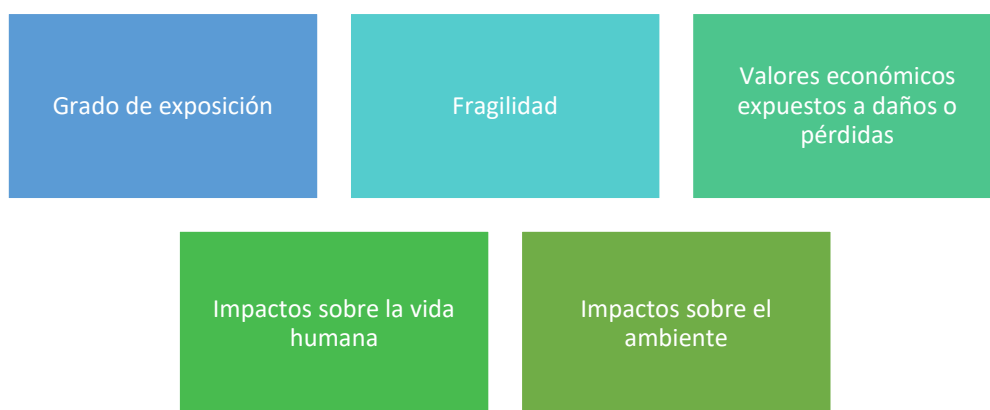 Grado de exposición
Fragilidad
Valores económicos
expuestos a daños o
pérdidas
Impactos sobre la vida
humana
Impactos sobre el
ambiente